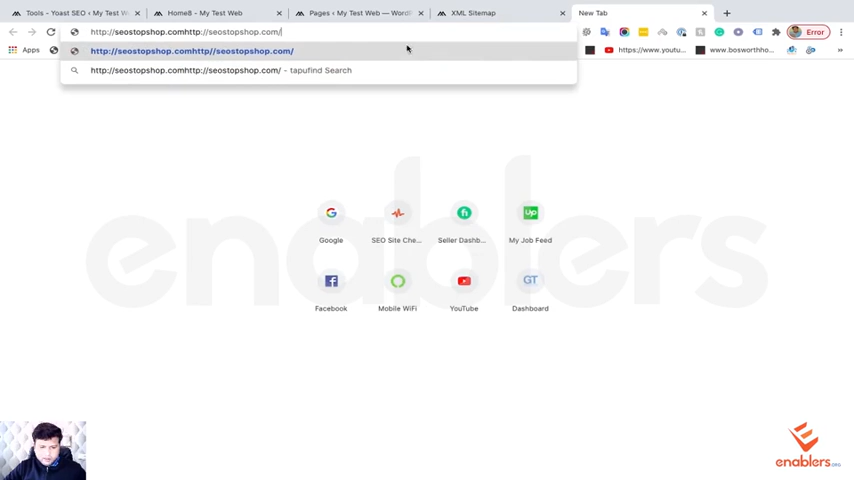 Tools - Yoast SEO ‹ My Test W
Home8 - My Test Web
Pages ‹ My Test Web — Word
XML Sitemap
New Tab
http://seostopshop.comhttp://seostopshop.com/
Error
http://seostopshop.comhttp//seostopshop.com/
Apps
https://www.youtu...
www.bosworthho...
http://seostopshop.comhttp://seostopshop.com/ - tapufind Search
enablers
Google
SEO Site Che...
Seller Dashb...
Up
My Job Feed
GT
Facebook
Mobile WiFi
YouTube
Dashboard
enablers.ORG